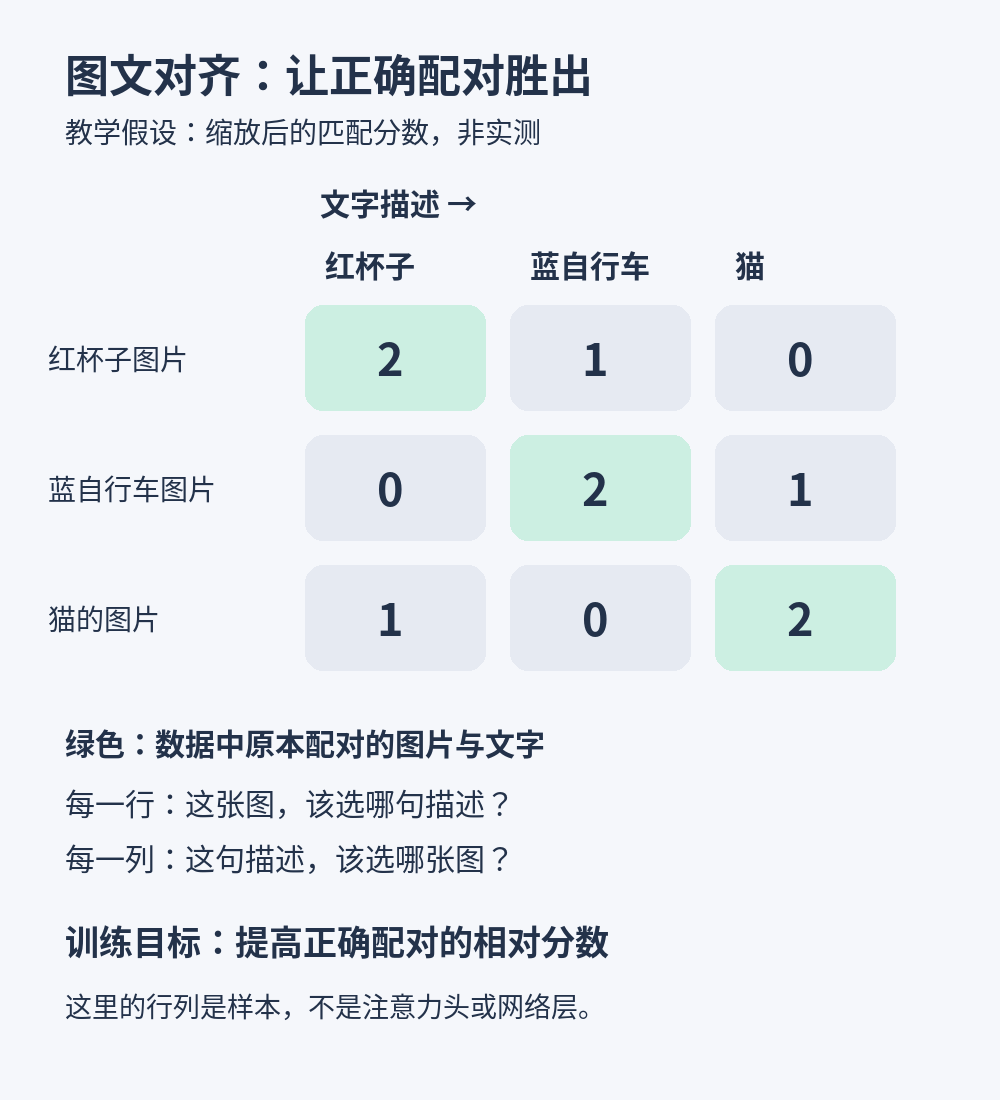 图文对齐：让正确配对胜出
教学假设：缩放后的匹配分数，非实测
文字描述 →
红杯子 蓝自行车 猫
红杯子图片 2 1 0
蓝自行车图片 0 2 1
猫的图片 1 0 2
绿色：数据中原本配对的图片与文字
每一行：这张图，该选哪句描述？
每一列：这句描述，该选哪张图？
训练目标：提高正确配对的相对分数
这里的行列是样本，不是注意力头或网络层。